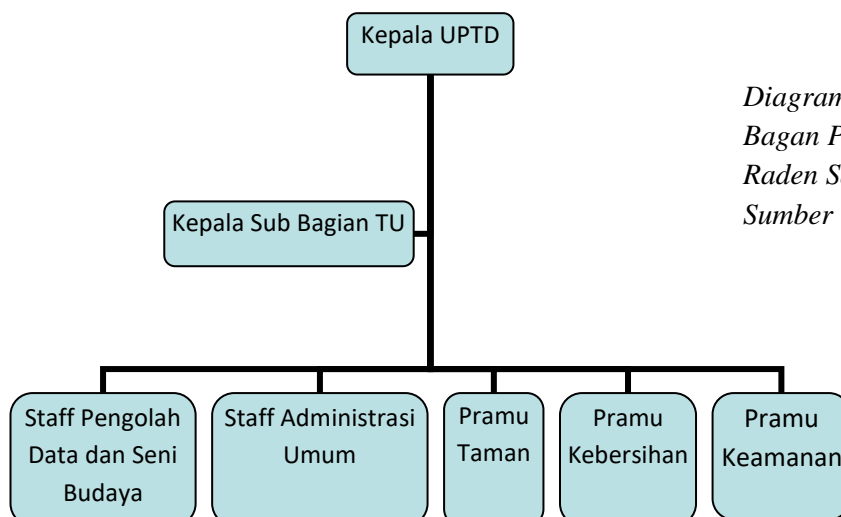 Kepala UPTD
Diagram
Bagan P
Raden S
Sumber
Kepala Sub Bagian TU
Staff Pengolah
Data dan Seni
Budaya
Staff Administrasi
Umum
Pramu
Taman
Pramu
Kebersihan
Pramu
Keamanan